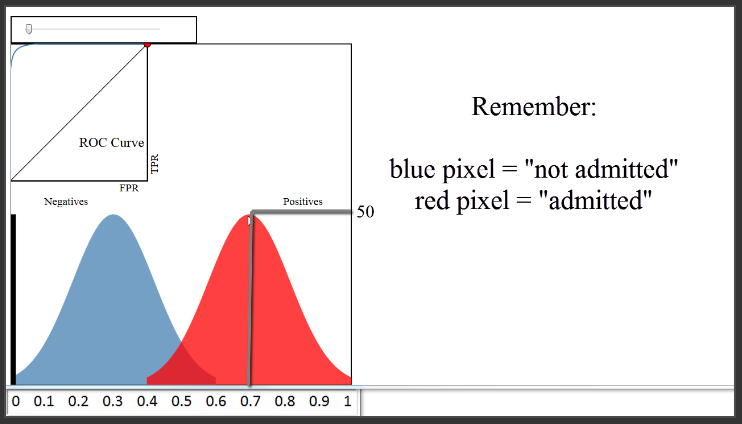 Remember:
blue pixel = "not admitted"
red pixel = "admitted"
ROC Curve
TPR
FPR
Negatives
Positives
50
0 0.1 0.2 0.3 0.4 0.5 0.6 0.7 0.8 0.9 1